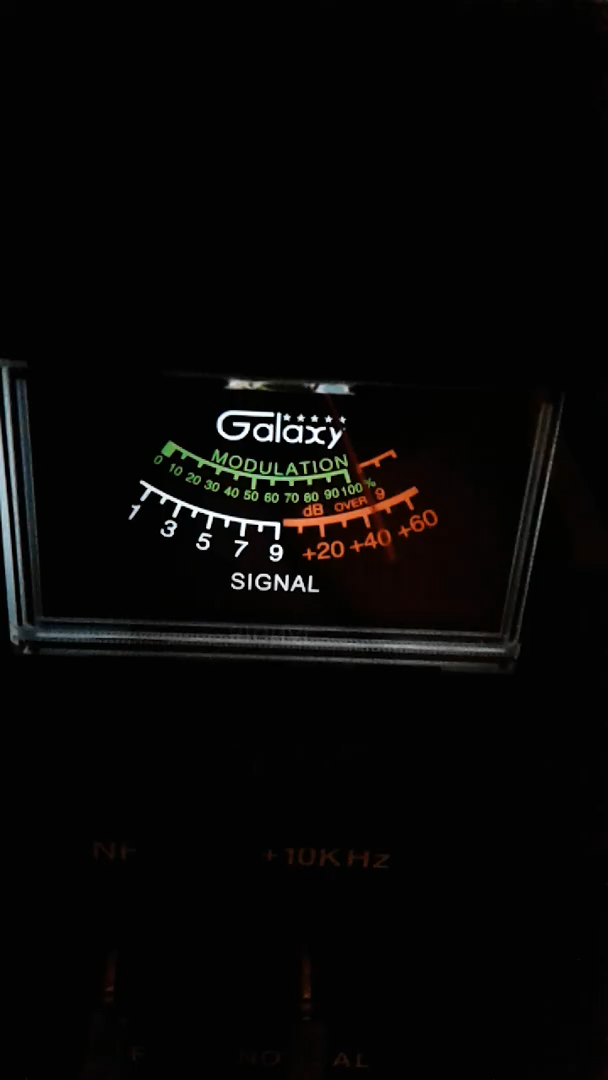 Galaxy
MODULATION
0 10 20 30 40 50 60 70 80 90 100 %
dB OVER 9
1 3 5 7 9 +20 +40 +60
SIGNAL
+10KHz